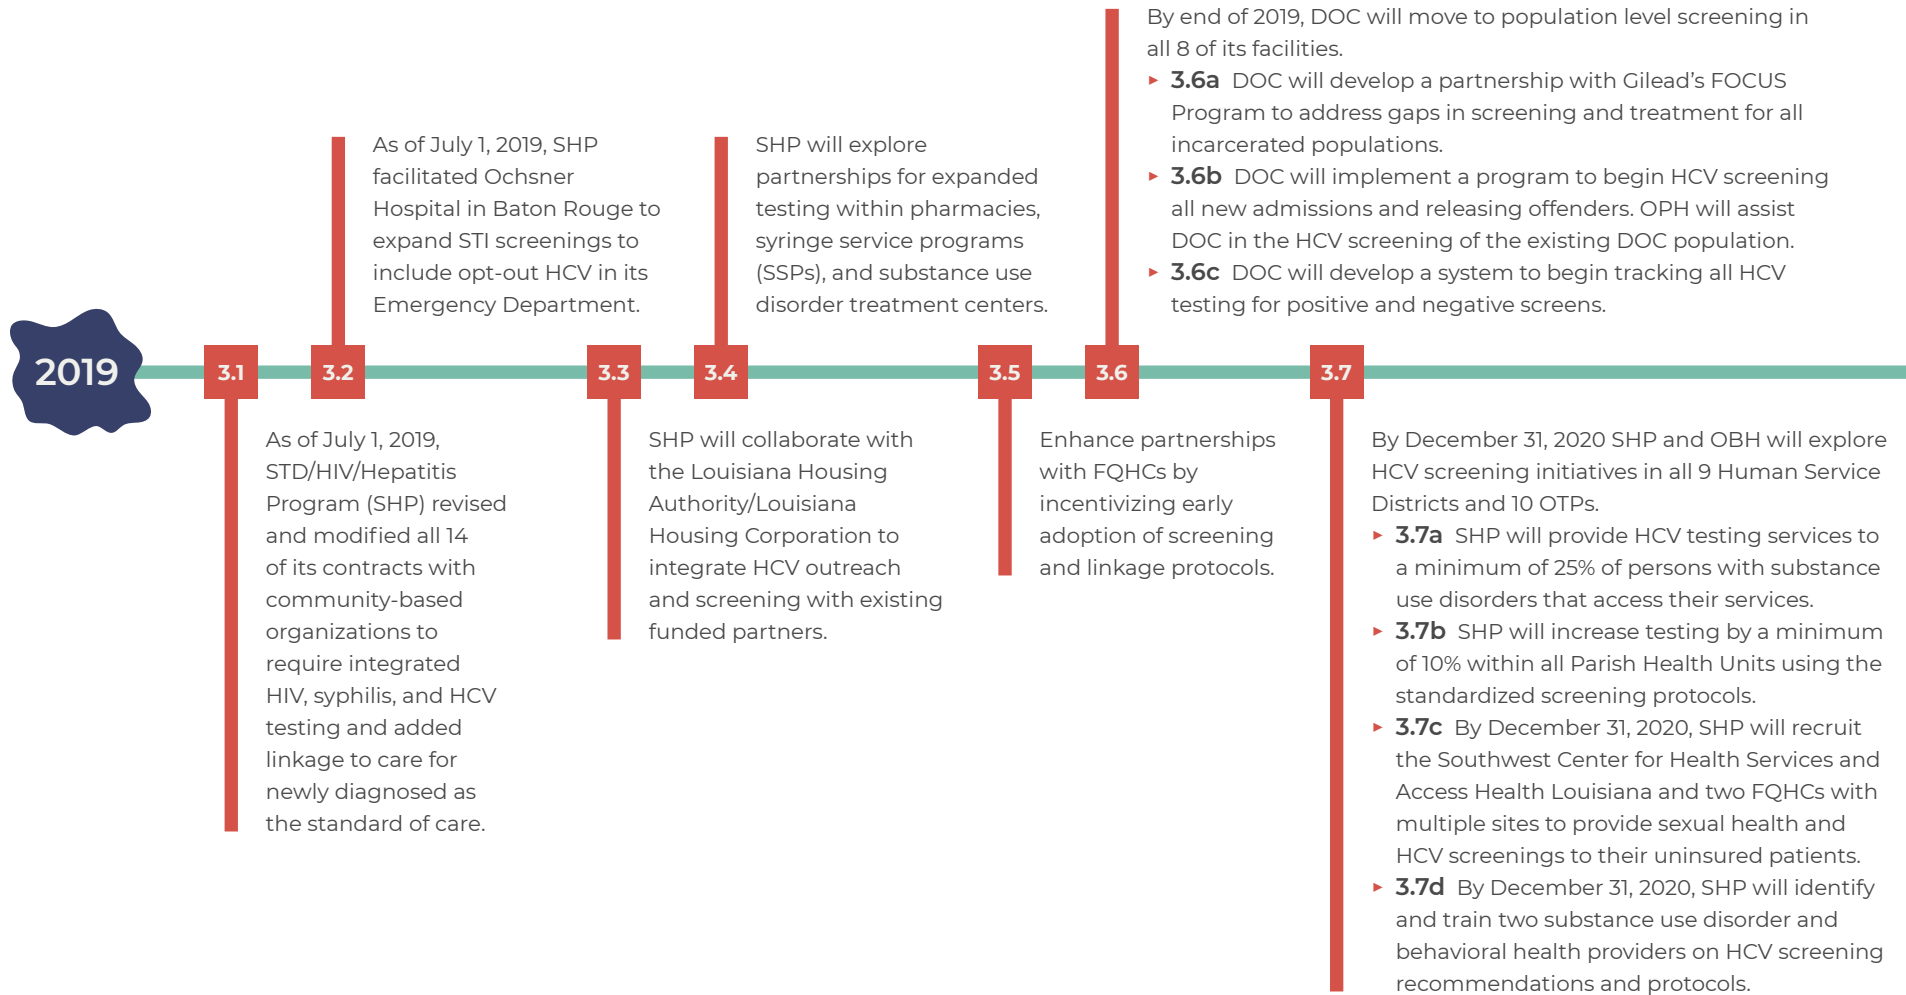 2019
3.1
As of July 1, 2019,
STD/HIV/Hepatitis
Program (SHP) revised
and modified all 14
of its contracts with
community-based
organizations to
require integrated
HIV, syphilis, and HCV
testing and added
linkage to care for
newly diagnosed as
the standard of care.
3.2
As of July 1, 2019, SHP
facilitated Ochsner
Hospital in Baton Rouge to
expand STI screenings to
include opt-out HCV in its
Emergency Department.
3.3
SHP will collaborate with
the Louisiana Housing
Authority/Louisiana
Housing Corporation to
integrate HCV outreach
and screening with existing
funded partners.
3.4
SHP will explore
partnerships for expanded
testing within pharmacies,
syringe service programs
(SSPs), and substance use
disorder treatment centers.
3.5
Enhance partnerships
with FQHCs by
incentivizing early
adoption of screening
and linkage protocols.
3.6
By end of 2019, DOC will move to population level screening in
all 8 of its facilities.
▸ 3.6a DOC will develop a partnership with Gilead’s FOCUS
Program to address gaps in screening and treatment for all
incarcerated populations.
▸ 3.6b DOC will implement a program to begin HCV screening
all new admissions and releasing offenders. OPH will assist
DOC in the HCV screening of the existing DOC population.
▸ 3.6c DOC will develop a system to begin tracking all HCV
testing for positive and negative screens.
3.7
By December 31, 2020 SHP and OBH will explore
HCV screening initiatives in all 9 Human Service
Districts and 10 OTPs.
▸ 3.7a SHP will provide HCV testing services to
a minimum of 25% of persons with substance
use disorders that access their services.
▸ 3.7b SHP will increase testing by a minimum
of 10% within all Parish Health Units using the
standardized screening protocols.
▸ 3.7c By December 31, 2020, SHP will recruit
the Southwest Center for Health Services and
Access Health Louisiana and two FQHCs with
multiple sites to provide sexual health and
HCV screenings to their uninsured patients.
▸ 3.7d By December 31, 2020, SHP will identify
and train two substance use disorder and
behavioral health providers on HCV screening
recommendations and protocols.